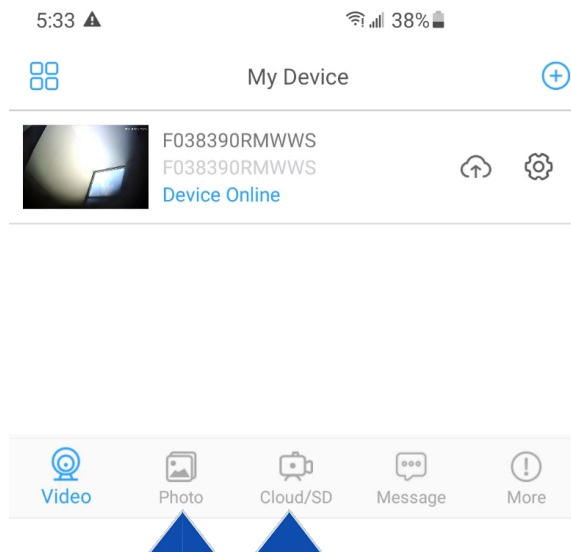 5:33
38%
My Device
F038390RMWWS
F038390RMWWS
Device Online
Video
Photo
Cloud/SD
Message
More